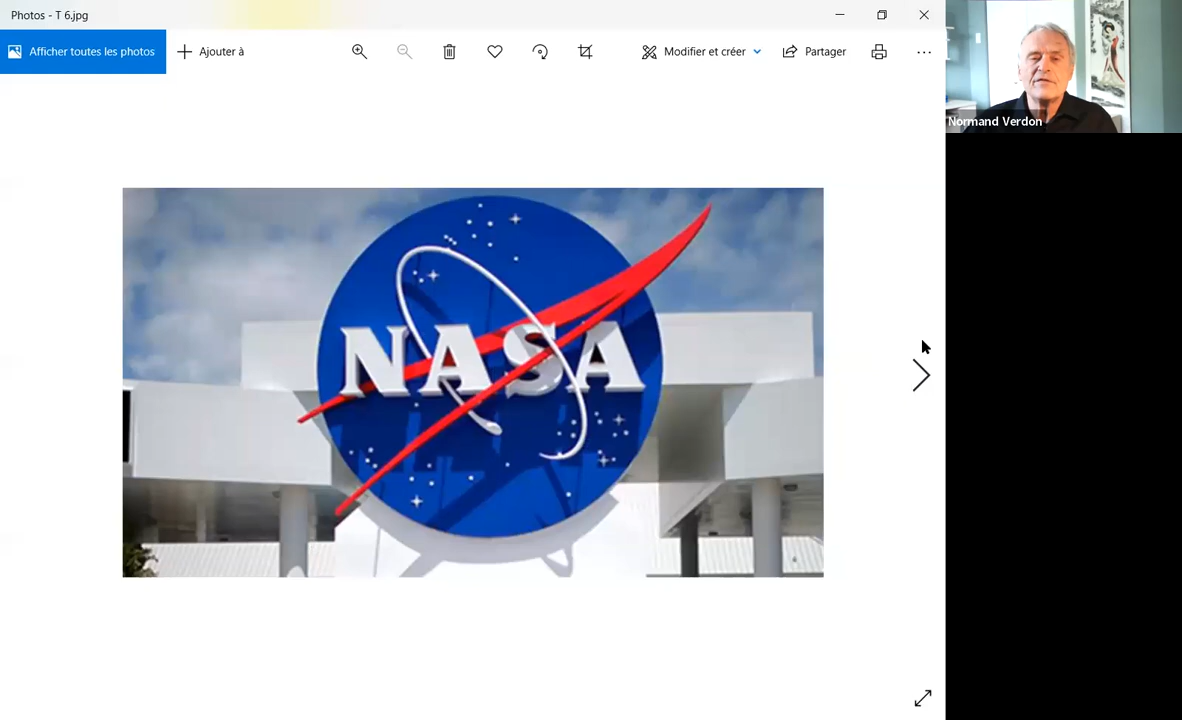 Photos - T 6.jpg
Afficher toutes les photos
Ajouter à
Modifier et créer
Partager
Normand Verdon
NASA